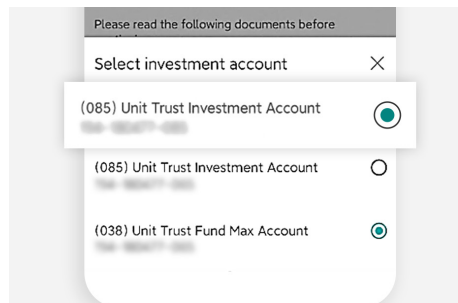 Please read the following documents before
Select investment account
(085) Unit Trust Investment Account
(085) Unit Trust Investment Account
(038) Unit Trust Fund Max Account